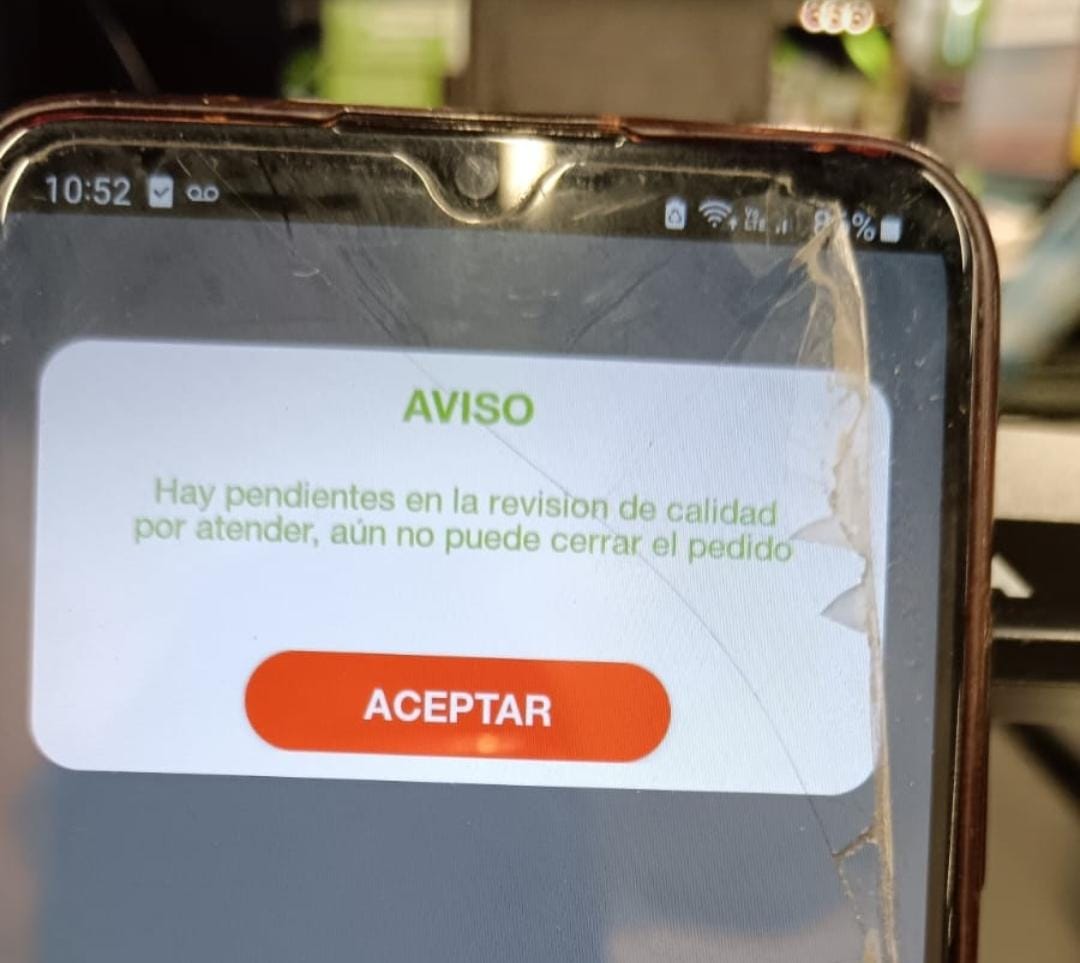 10:52
%
AVISO
Hay pendientes en la revision de calidad
por atender, aún no puede cerrar el pedido
ACEPTAR